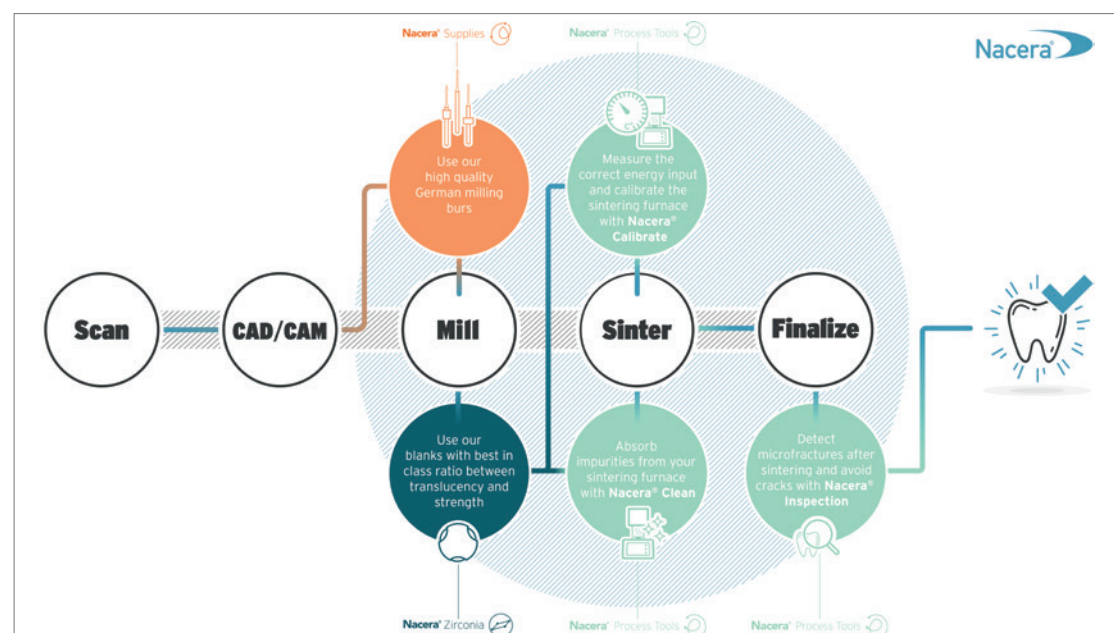 Nacera® Supplies
Nacera® Process Tools
Nacera®
Use our
high quality
German milling
burs
Measure the
correct energy input
and calibrate the
sintering furnace
with Nacera®
Calibrate
Scan
CAD/CAM
Mill
Sinter
Finalize
Use our
blanks with best in
class ratio between
translucency and
strength
Absorb
impurities from your
sintering furnace
with Nacera® Clean
Detect
microfractures after
sintering and avoid
cracks with Nacera®
Inspection
Nacera® Zirconia
Nacera® Process Tools
Nacera® Process Tools